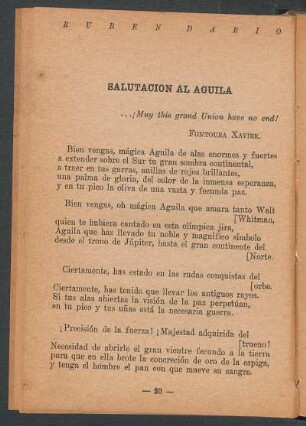 RUBEN DARIO
SALUTACION AL AGUILA
...¡Muy this grand Union have no end!
FONTOURA XAVIER.
Bien vengas, mágica Aguila de alas enormes y fuertes
a extender sobre el Sur tu gran sombra continental,
a traer en tus garras, anillas de rojos brillantes,
una palma de gloria, del color de la inmensa esperanza,
y en tu pico la oliva de una vasta y fecunda paz.
Bien vengas, oh mágica Aguila que amara tanto Walt
[Whitman,
quien te hubiera cantado en esta olímpica jira,
Aguila que has llevado tu noble y magnífico símbolo
desde el trono de Júpiter, hasta el gran continente del
[Norte.
Ciertamente, has estado en las rudas conquistas del
[orbe.
Ciertamente, has tenido que llevar los antiguos rayos.
Si tus alas abiertas la visión de la paz perpetúan,
en tu pico y tus uñas está la necesaria guerra.
¡Precisión de la fuerza! ¡Majestad adquirida del
[trueno!
Necesidad de abrirle el gran vientre fecundo a la tierra
para que en ella brote la concreción de oro de la espiga,
y tenga el hombre el pan con que mueve su sangre.
— 20 —